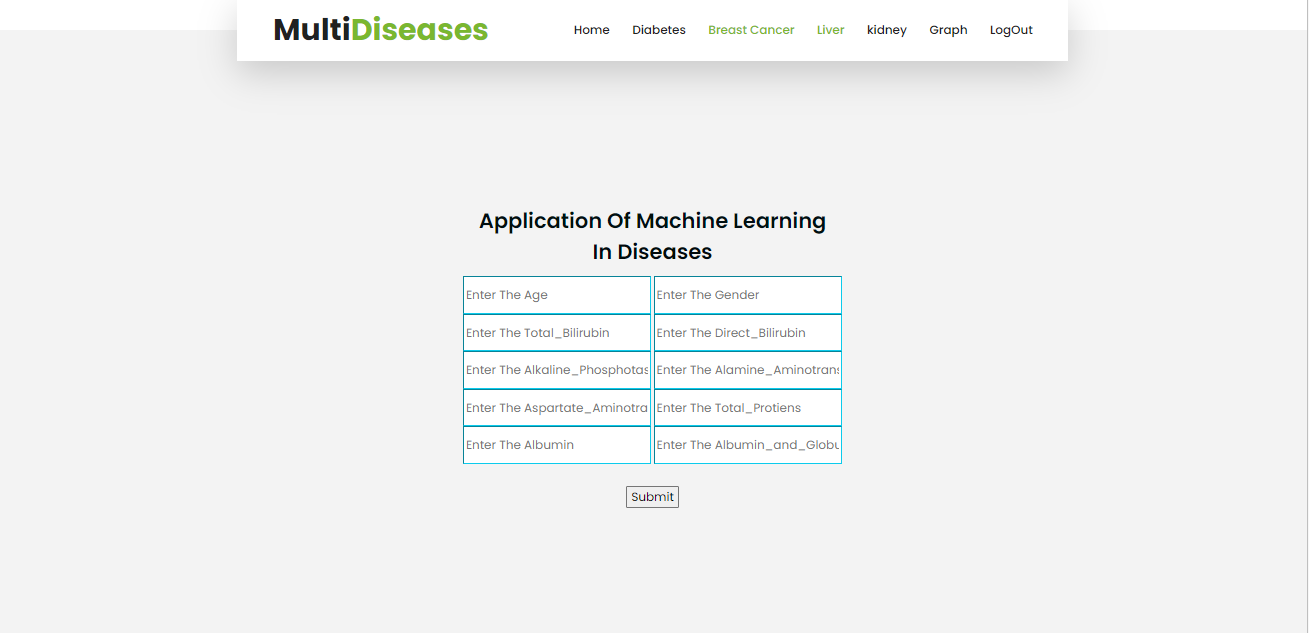 MultiDiseases Home Diabetes Breast Cancer Liver kidney Graph LogOut
Application Of Machine Learning
In Diseases
Enter The Age Enter The Gender
Enter The Total_Bilirubin Enter The Direct_Bilirubin
Enter The Alkaline_Phosphotas Enter The Alamine_Aminotrans
Enter The Aspartate_Aminotra Enter The Total_Protiens
Enter The Albumin Enter The Albumin_and_Globu
Submit